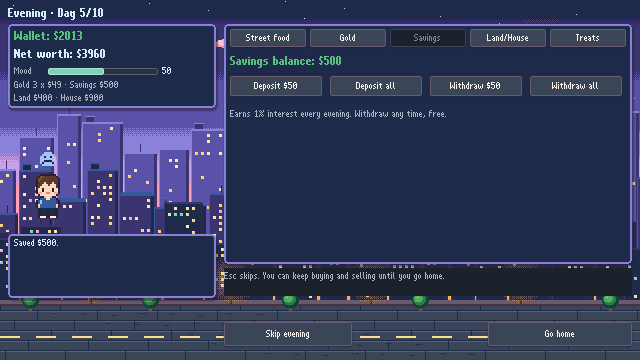 Evening · Day 5/10
Wallet: $2013
Net worth: $3960
Mood 50
Gold 3 x $49 · Savings $500
Land $400 · House $900
Street food Gold Savings Land/House Treats
Savings balance: $500
Deposit $50 Deposit all Withdraw $50 Withdraw all
Earns 1% interest every evening. Withdraw any time, free.
Saved $500.
Esc skips. You can keep buying and selling until you go home.
Skip evening Go home